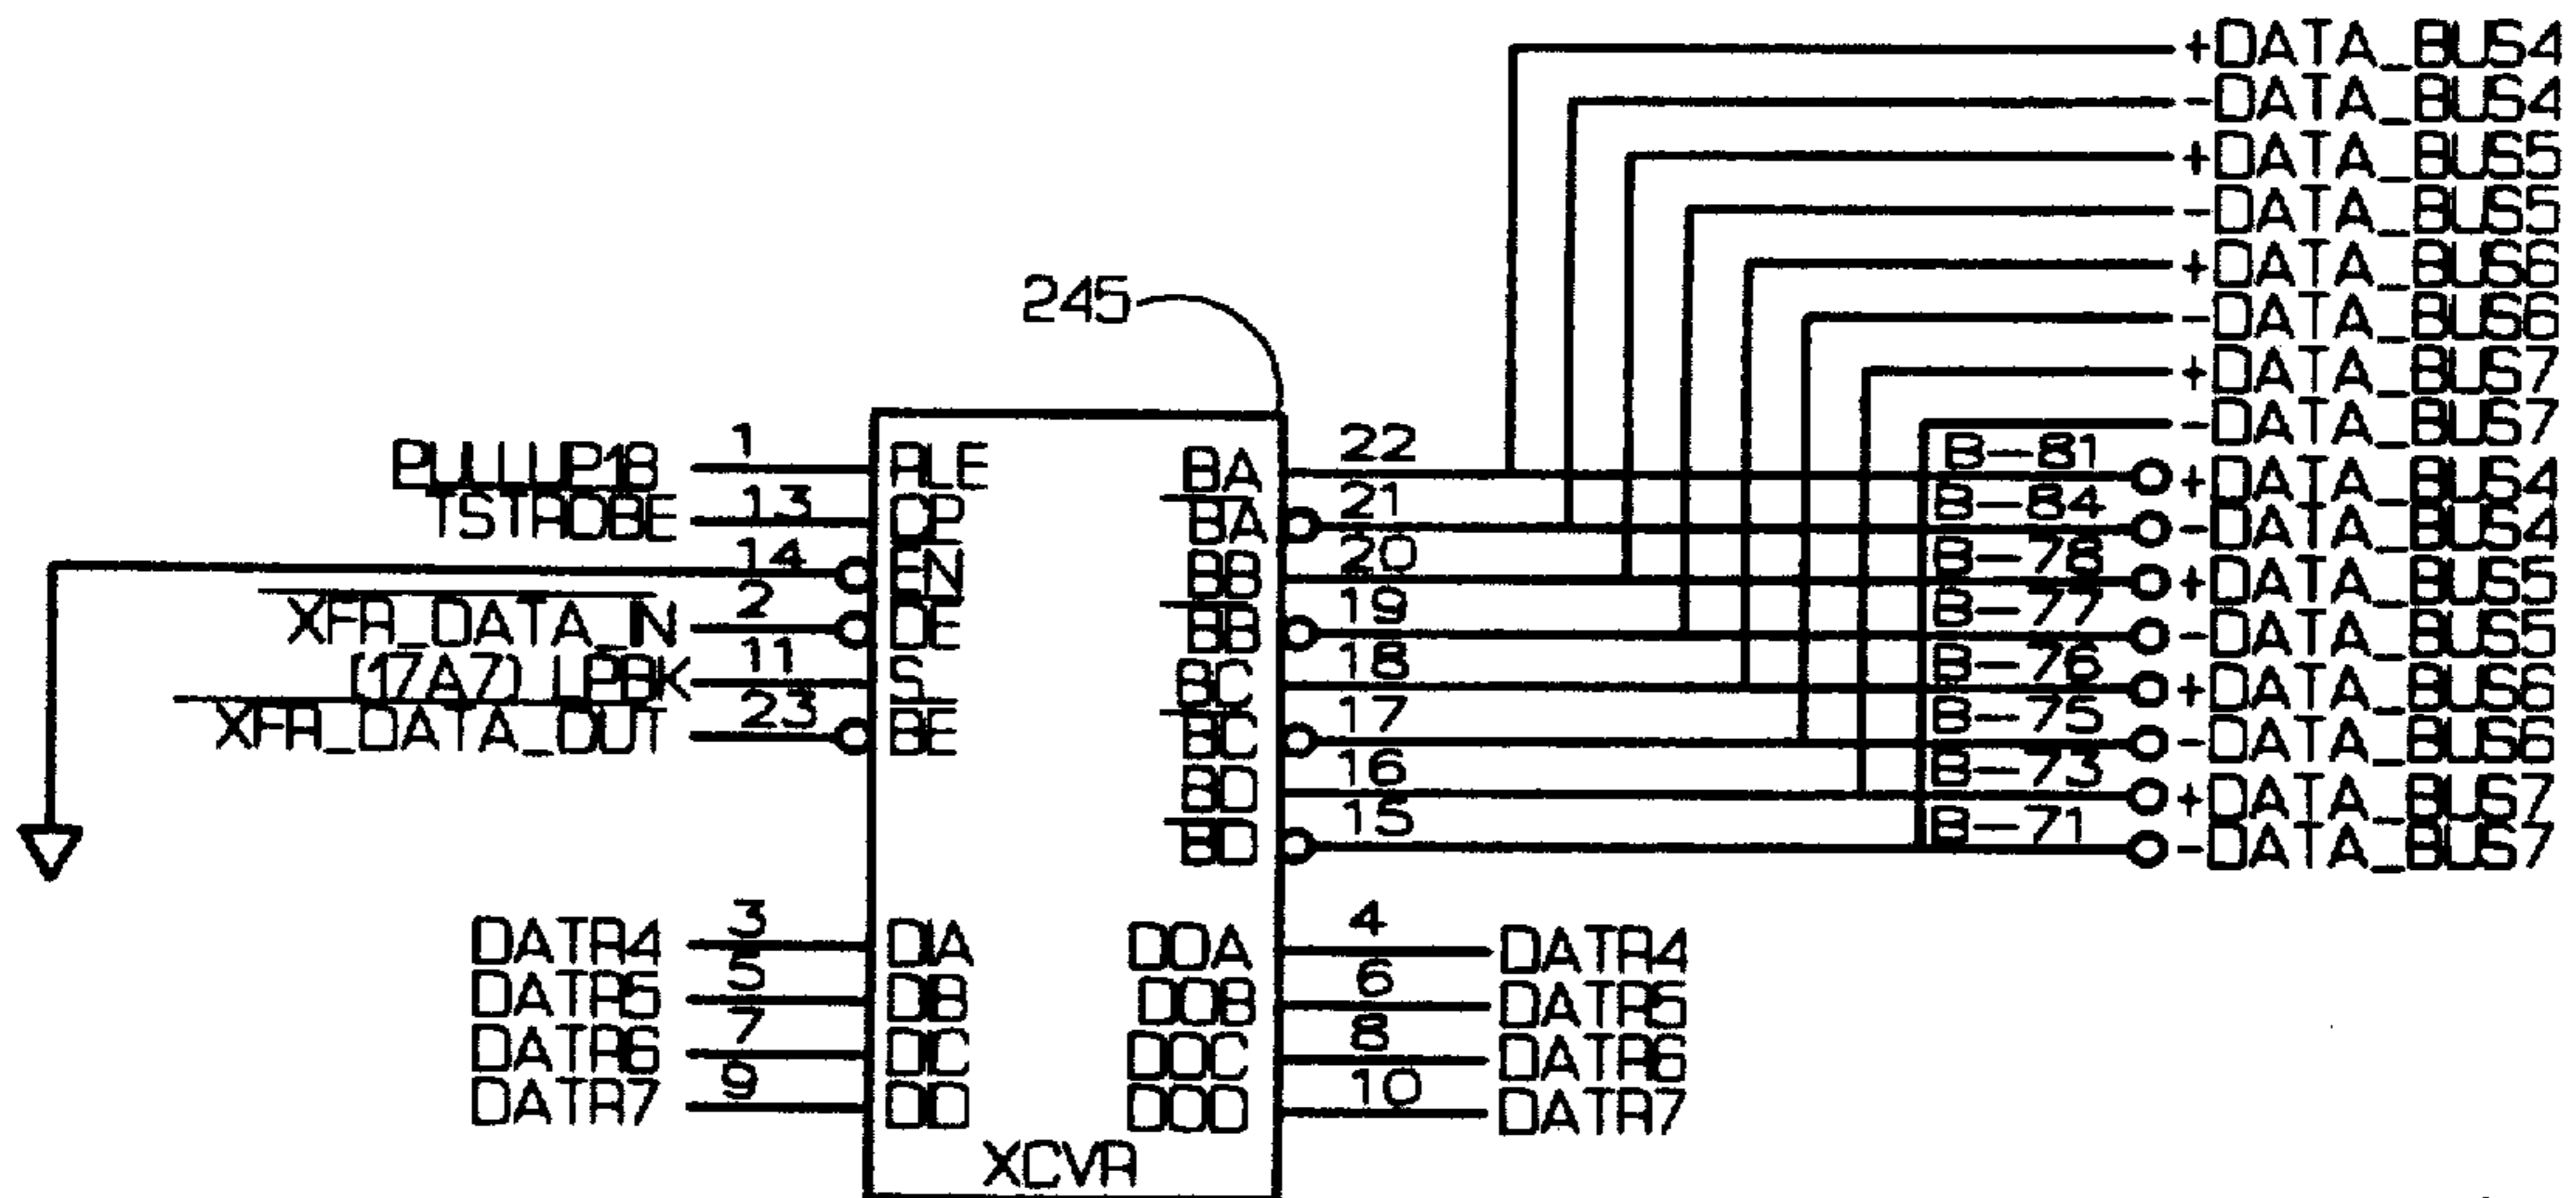 +DATA_BUS4
-DATA_BUS4
+DATA_BUS5
-DATA_BUS5
+DATA_BUS6
-DATA_BUS6
+DATA_BUS7
-DATA_BUS7
245
PULLUP18 1 RLE BA 22 B-81 +DATA_BUS4
TSTROBE 13 CP BA 21 B-84 -DATA_BUS4
14 EN BB 20 B-78 +DATA_BUS5
XFR_DATA_IN 2 DE BB 19 B-77 -DATA_BUS5
(17A7) LPBK 11 S BC 18 B-76 +DATA_BUS6
XFR_DATA_OUT 23 BE BC 17 B-75 -DATA_BUS6
BD 16 B-73 +DATA_BUS7
BD 15 B-71 -DATA_BUS7
DATR4 3 DIA DOA 4 DATR4
DATR5 5 DIB DOB 6 DATR5
DATR6 7 DIC DOC 8 DATR6
DATR7 9 DID DOD 10 DATR7
XCVR